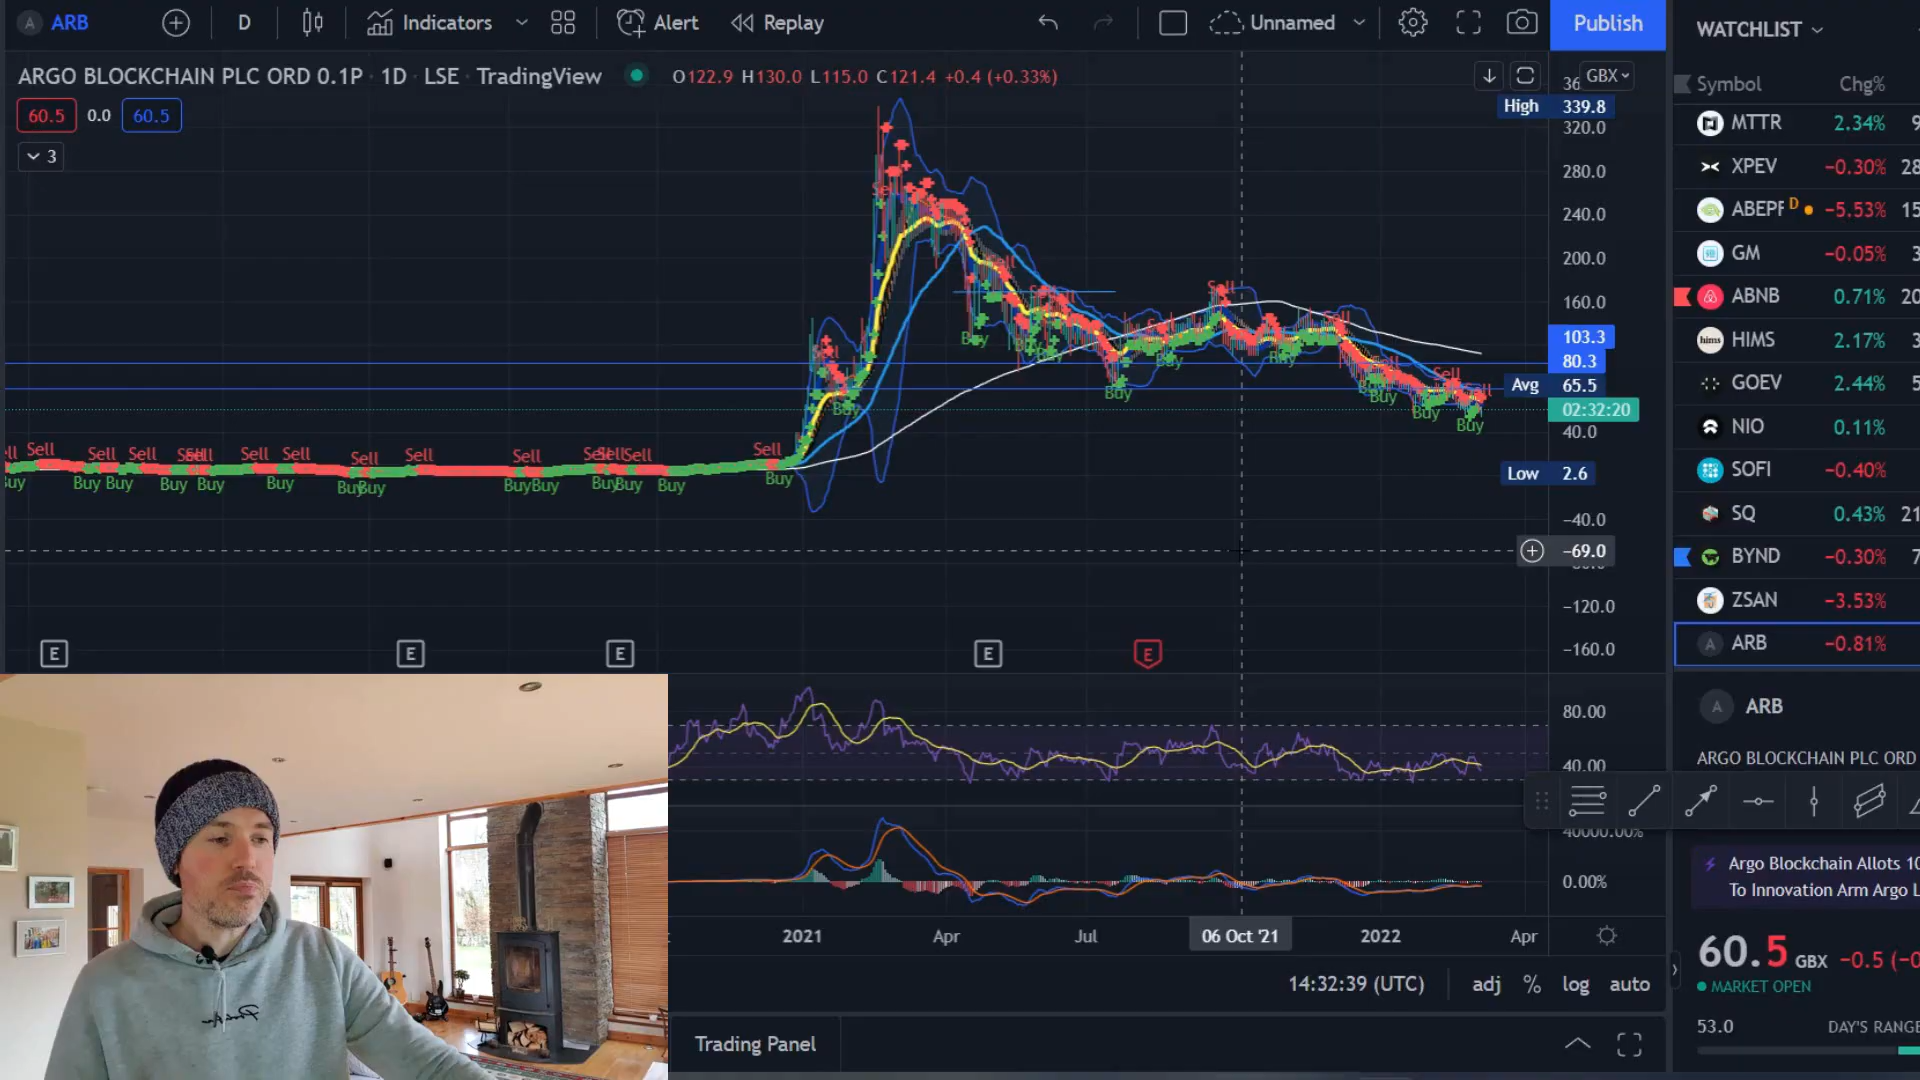 A ARB D Indicators Alert Replay Unnamed Publish
ARGO BLOCKCHAIN PLC ORD 0.1P · 1D · LSE · TradingView O122.9 H130.0 L115.0 C121.4 +0.4 (+0.33%)
60.5 0.0 60.5
3
GBX
High 339.8
320.0
280.0
240.0
200.0
160.0
103.3
80.3
Avg 65.5
02:32:20
40.0
Low 2.6
−40.0
−69.0
−120.0
−160.0
Sell Sell Sell Sell Sell Sell Sell Sell Sell Sell
Buy Buy Buy Buy Buy Buy Buy Buy Buy Buy
E E E E E
80.00
40.00
0.00%
2021 Apr Jul 06 Oct '21 2022 Apr
14:32:39 (UTC) adj % log auto
Trading Panel
WATCHLIST
Symbol Chg%
MTTR 2.34%
XPEV −0.30% 28
ABEPF D −5.53% 15
GM −0.05%
ABNB 0.71% 20
hims HIMS 2.17%
GOEV 2.44%
NIO 0.11%
SOFI −0.40%
SQ 0.43% 21
BYND −0.30%
ZSAN −3.53%
A ARB −0.81%
A ARB
ARGO BLOCKCHAIN PLC ORD
Argo Blockchain Allots 10
To Innovation Arm Argo L
60.5 GBX −0.5
MARKET OPEN
53.0 DAY'S RANGE